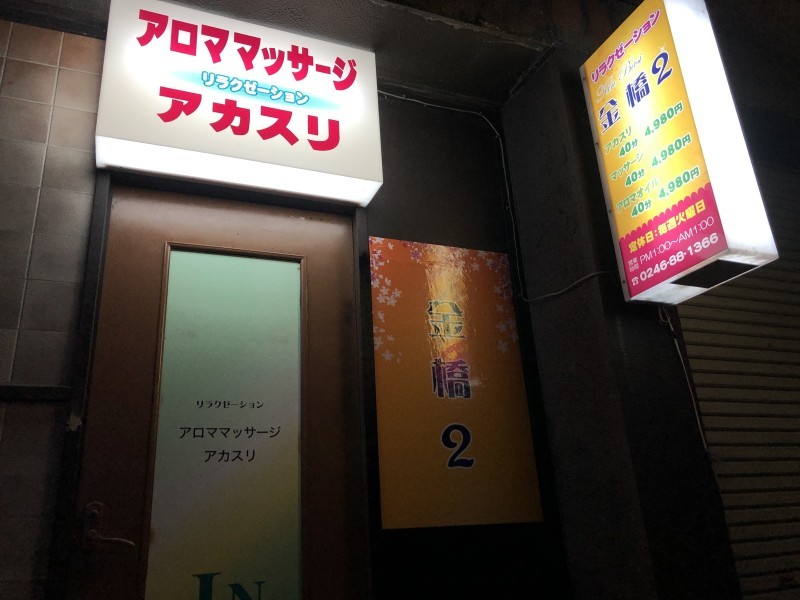 アロママッサージ
リラクゼーション
アカスリ
リラクゼーション
金橋2
アカスリ
40分 4,980円
マッサージ
40分 4,980円
アロマオイル
40分 4,980円
定休日:毎週火曜日
営業時間 PM1:00〜AM1:00
☎0246-88-1366
金
橋
2
リラクゼーション
アロママッサージ
アカスリ
IN